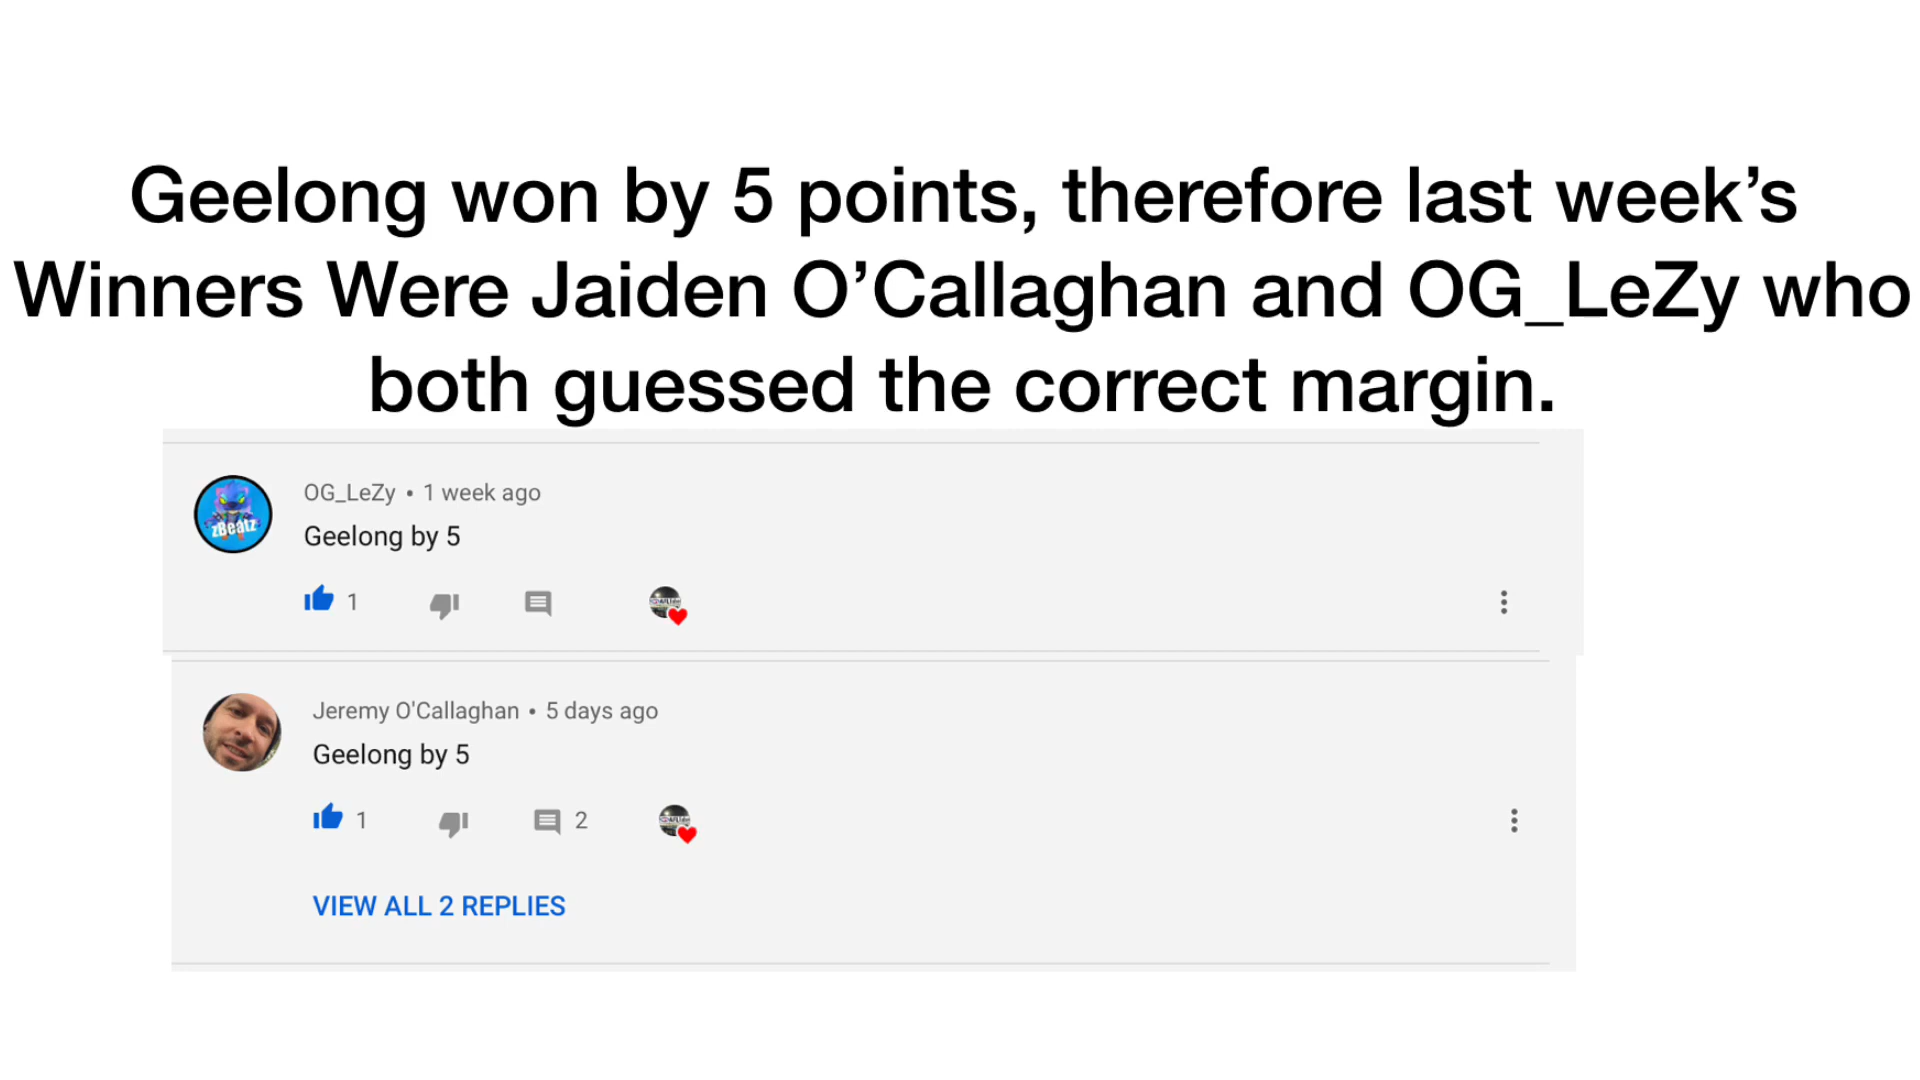 Geelong won by 5 points, therefore last week’s
Winners Were Jaiden O’Callaghan and OG_LeZy who
both guessed the correct margin.
OG_LeZy • 1 week ago
zBeatz
Geelong by 5
1
Jeremy O'Callaghan • 5 days ago
Geelong by 5
1 2
VIEW ALL 2 REPLIES